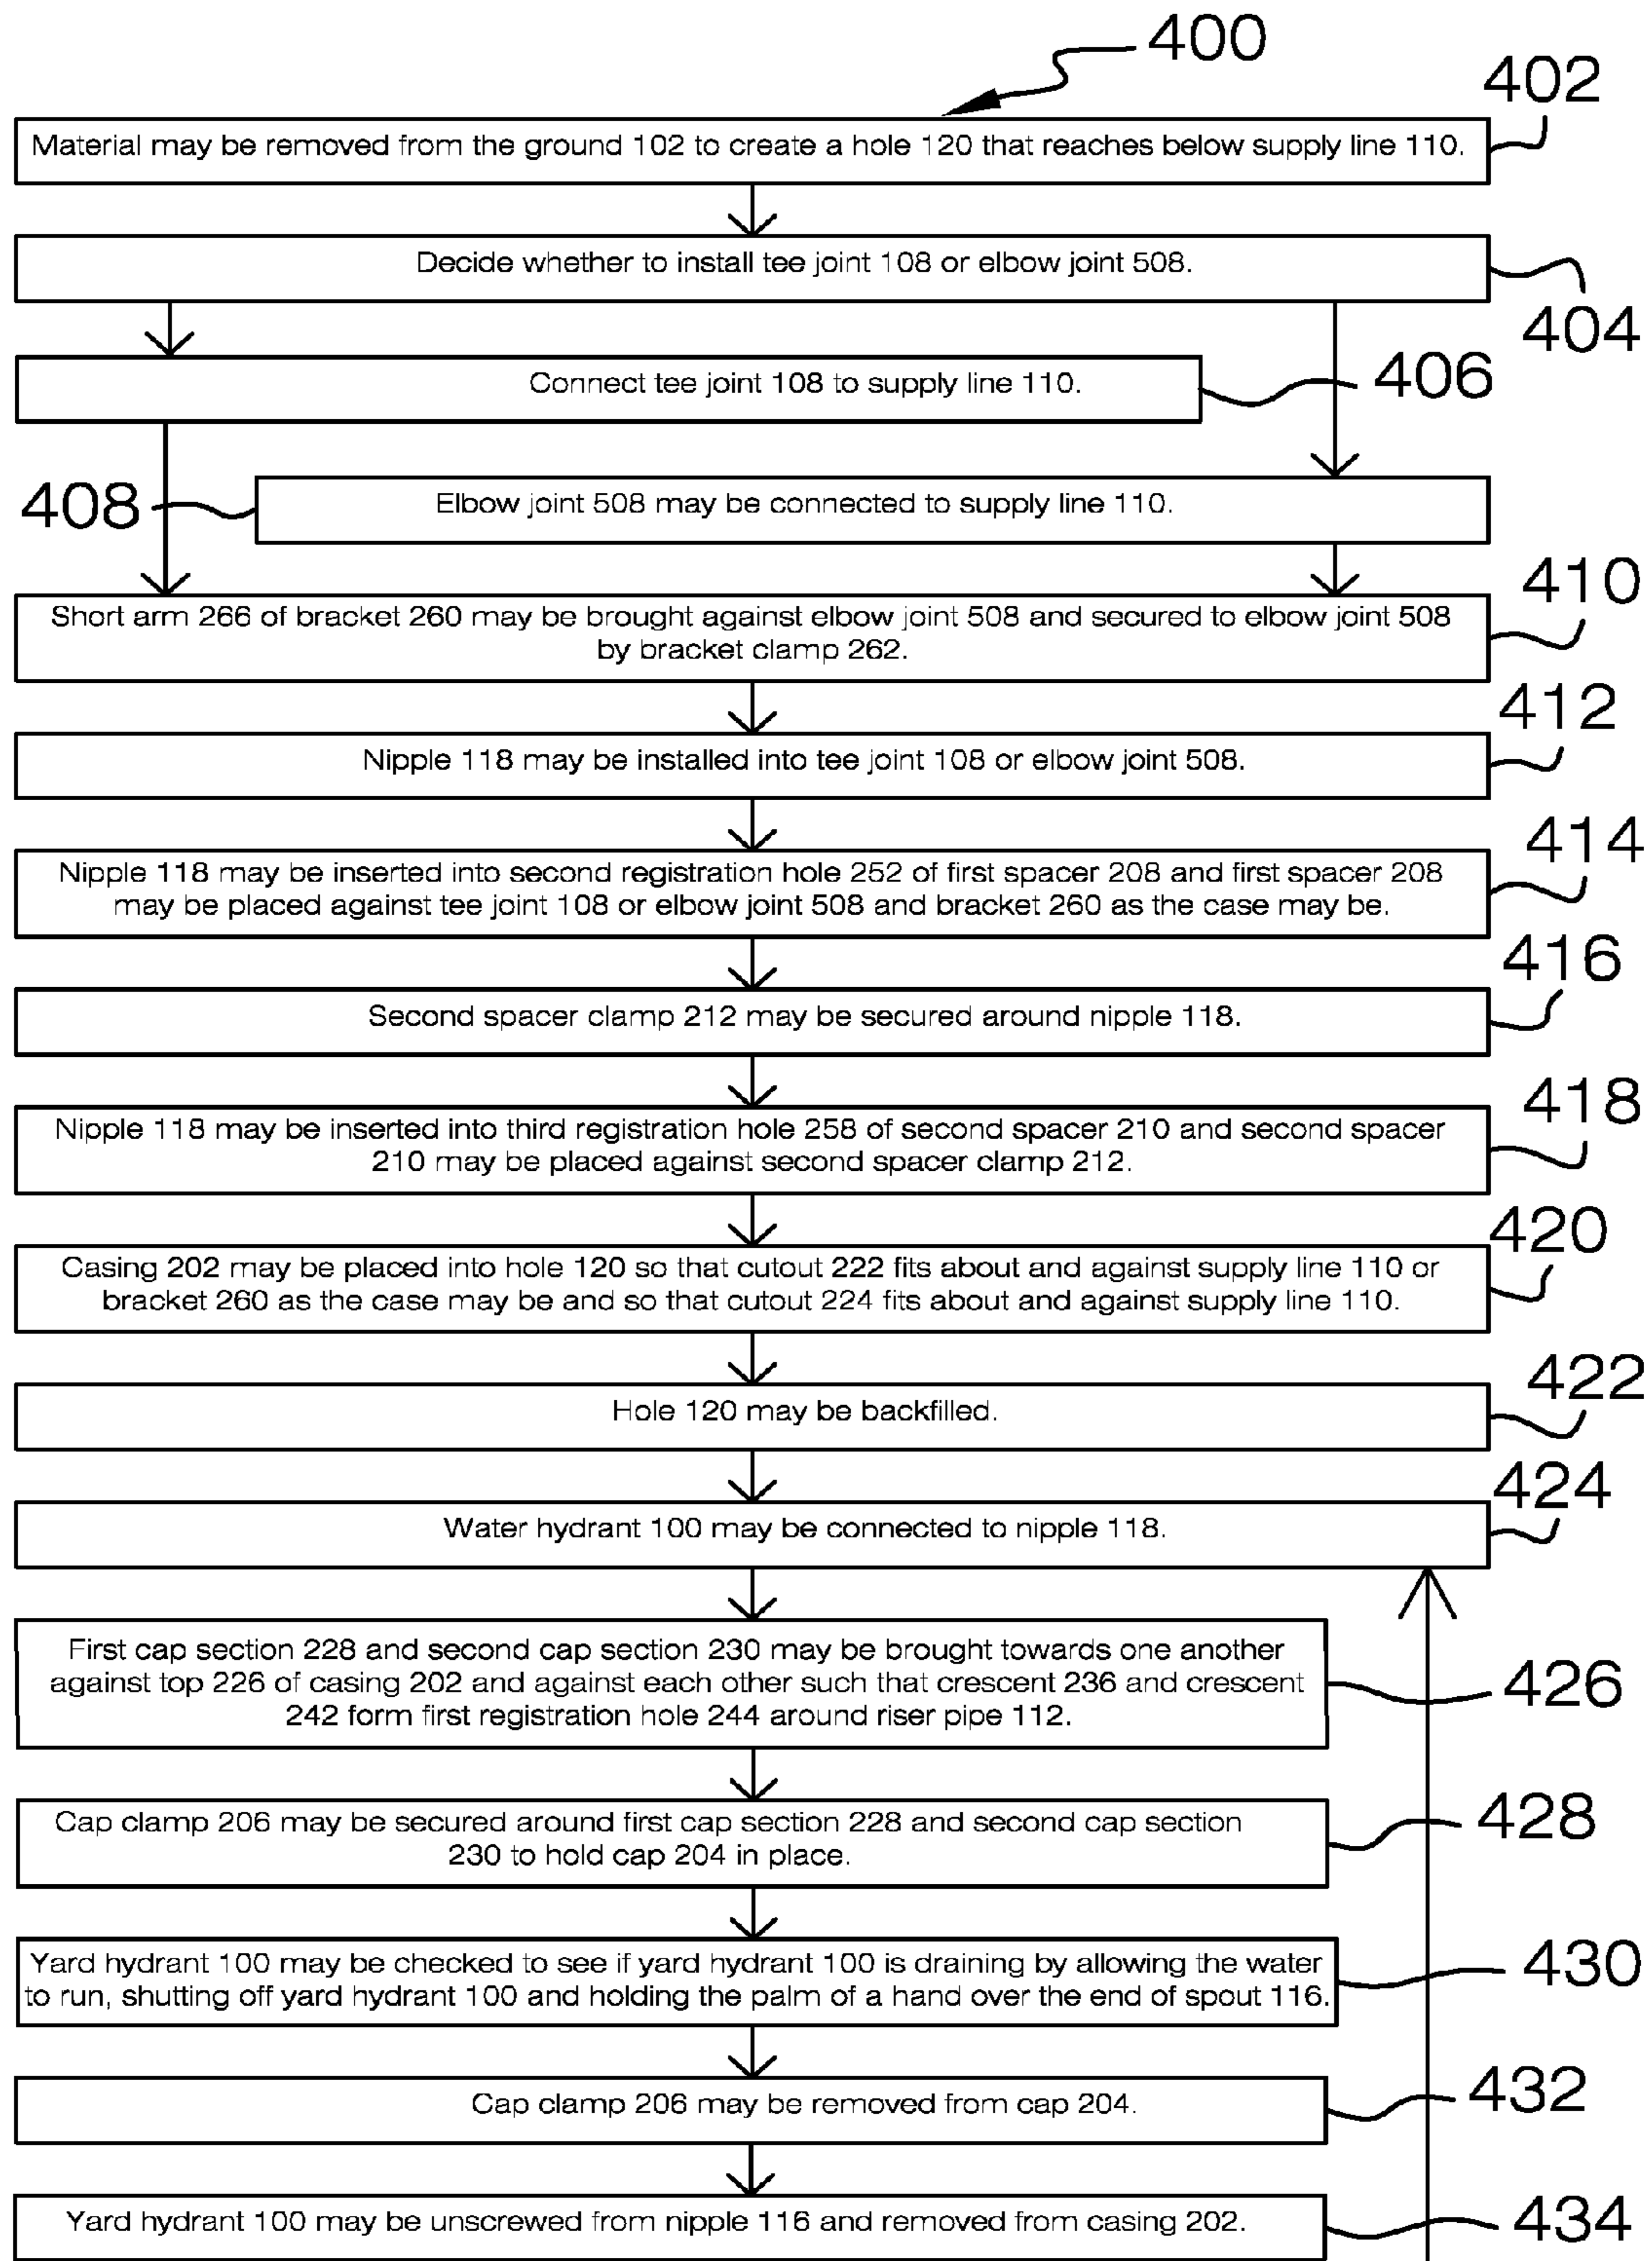 400
402
Material may be removed from the ground 102 to create a hole 120 that reaches below supply line 110.
Decide whether to install tee joint 108 or elbow joint 508.
404
Connect tee joint 108 to supply line 110.
406
408
Elbow joint 508 may be connected to supply line 110.
410
Short arm 266 of bracket 260 may be brought against elbow joint 508 and secured to elbow joint 508
by bracket clamp 262.
412
Nipple 118 may be installed into tee joint 108 or elbow joint 508.
414
Nipple 118 may be inserted into second registration hole 252 of first spacer 208 and first spacer 208
may be placed against tee joint 108 or elbow joint 508 and bracket 260 as the case may be.
416
Second spacer clamp 212 may be secured around nipple 118.
418
Nipple 118 may be inserted into third registration hole 258 of second spacer 210 and second spacer
210 may be placed against second spacer clamp 212.
420
Casing 202 may be placed into hole 120 so that cutout 222 fits about and against supply line 110 or
bracket 260 as the case may be and so that cutout 224 fits about and against supply line 110.
422
Hole 120 may be backfilled.
424
Water hydrant 100 may be connected to nipple 118.
First cap section 228 and second cap section 230 may be brought towards one another
against top 226 of casing 202 and against each other such that crescent 236 and crescent
242 form first registration hole 244 around riser pipe 112.
426
Cap clamp 206 may be secured around first cap section 228 and second cap section
230 to hold cap 204 in place.
428
Yard hydrant 100 may be checked to see if yard hydrant 100 is draining by allowing the water
to run, shutting off yard hydrant 100 and holding the palm of a hand over the end of spout 116.
430
Cap clamp 206 may be removed from cap 204.
432
Yard hydrant 100 may be unscrewed from nipple 116 and removed from casing 202.
434